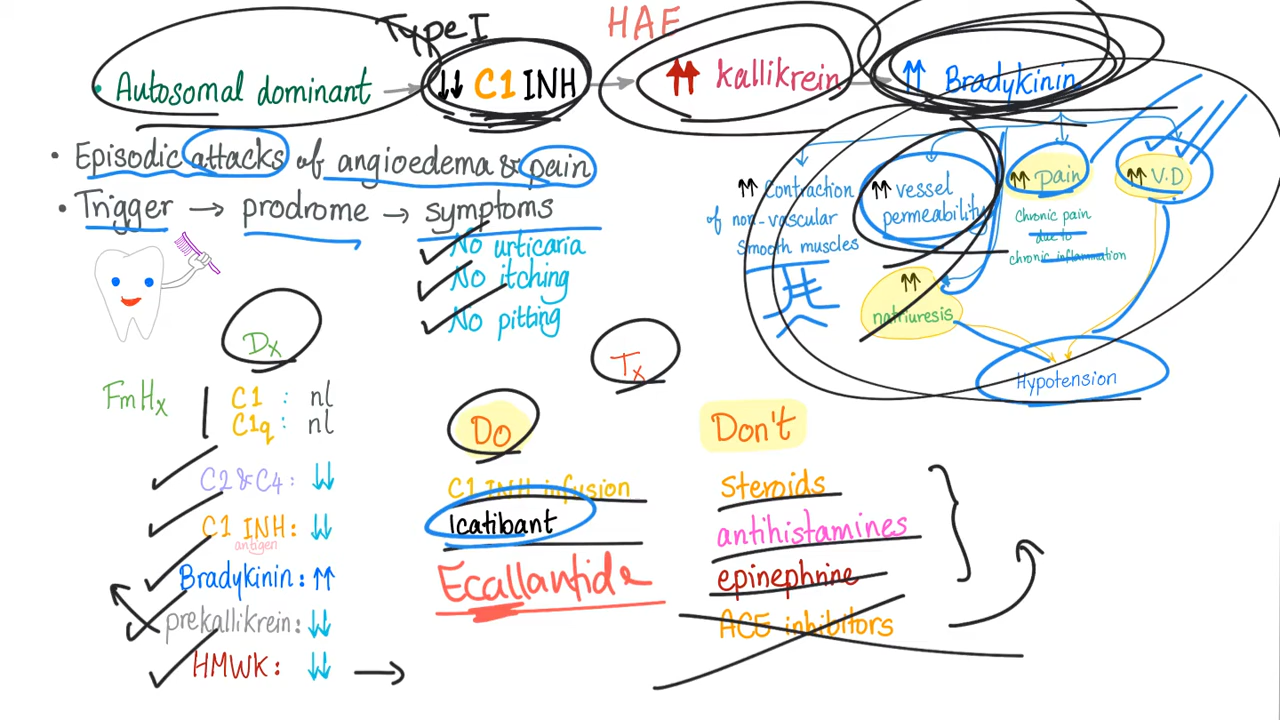 Type I
HAE
• Autosomal dominant → ↓↓ C1 INH → ↑↑ kallikrein → ↑↑ Bradykinin
• Episodic attacks of angioedema & pain
• Trigger → prodrome → symptoms
No urticaria
No itching
No pitting
↑↑ Contraction
of non-vascular
smooth muscles
↑↑ vessel
permeability
↑↑ pain
Chronic pain
due to
chronic inflammation
↑↑ V.D
↑↑
natriuresis
Hypotension
Dx
FmHx
C1 : nl
C1q : nl
C2 & C4: ↓↓
C1 INH: ↓↓
antigen
Bradykinin: ↑↑
prekallikrein: ↓↓
HMWK: ↓↓ →
Tx
Do
C1 INH infusion
Icatibant
Ecallantide
Don't
Steroids
antihistamines
epinephrine
ACE inhibitors